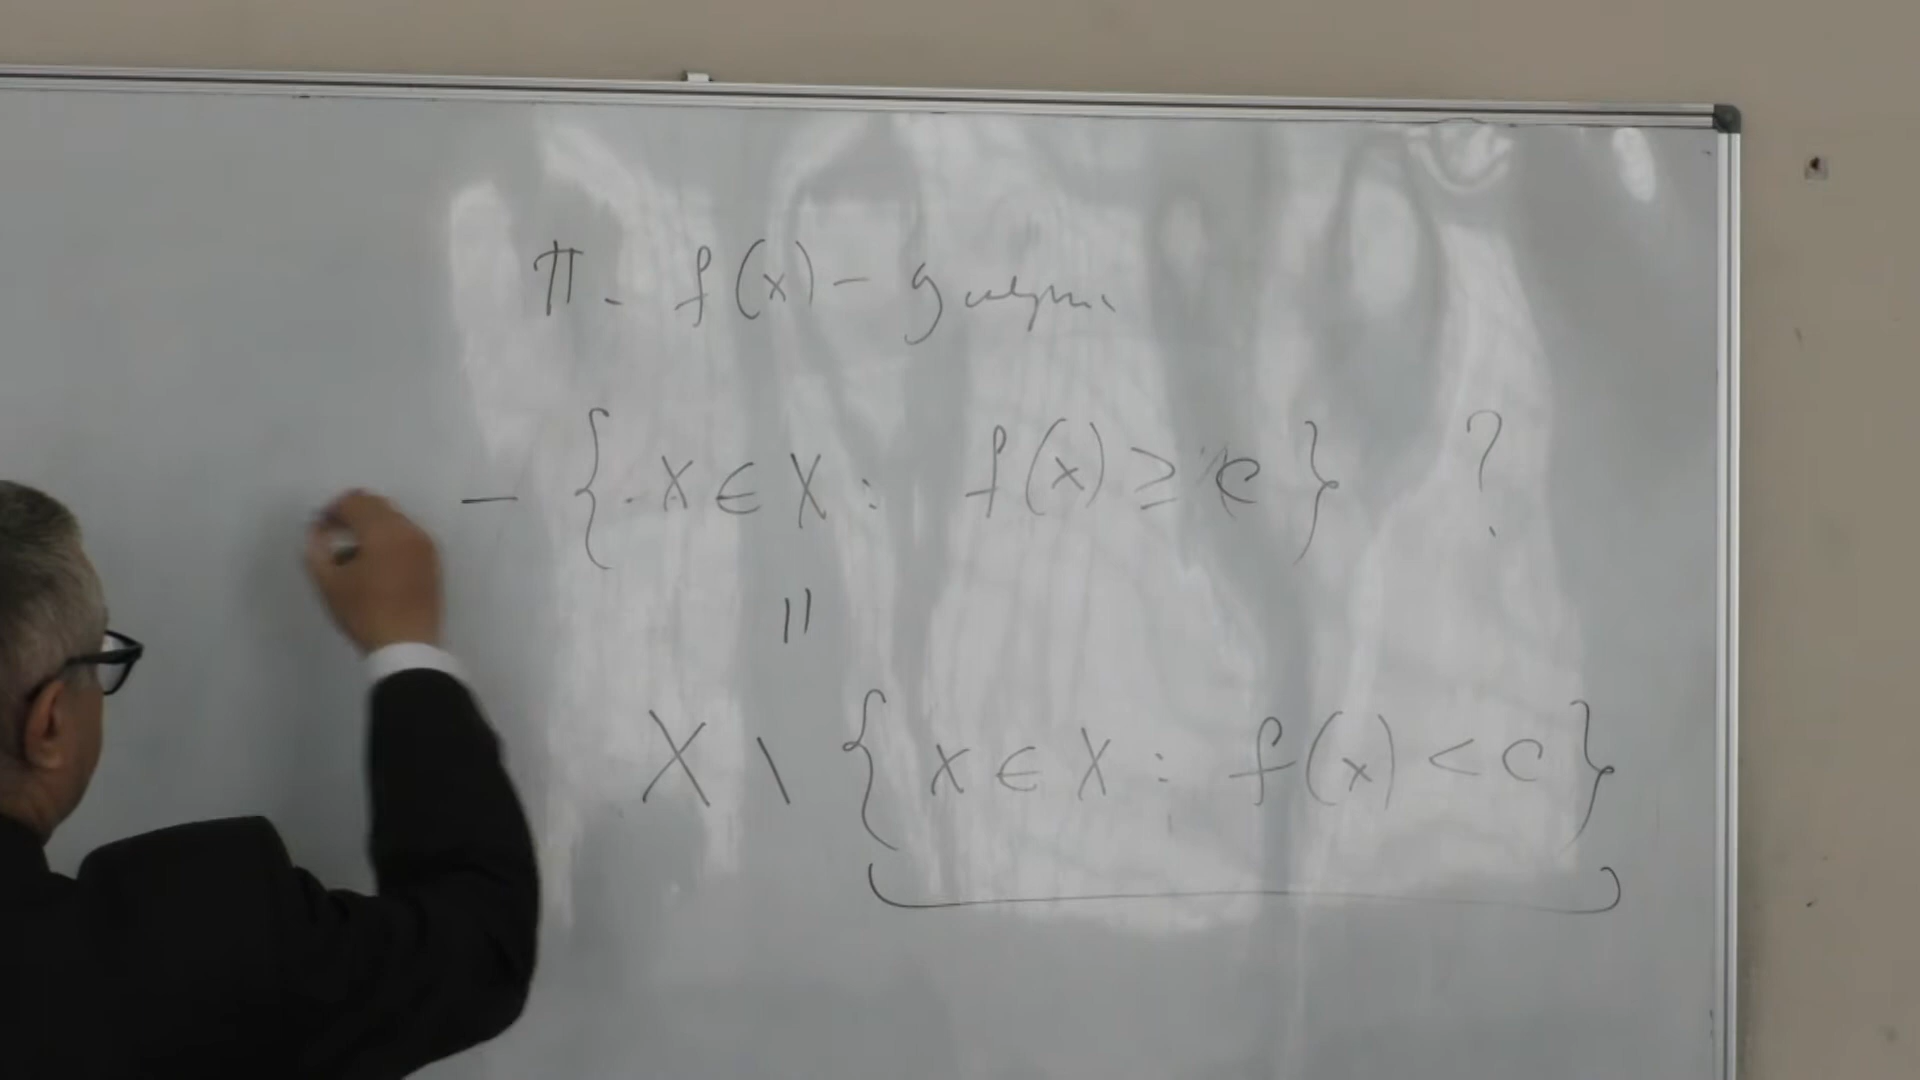 П. f(x) –
– { x ∈ X : f(x) ≥ c } ?
||
X \ { x ∈ X : f(x) < c }